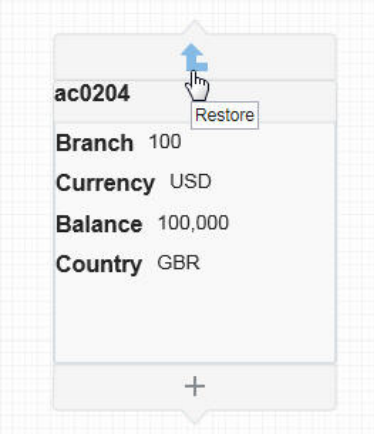 ac0204
Restore
Branch 100
Currency USD
Balance 100,000
Country GBR
+